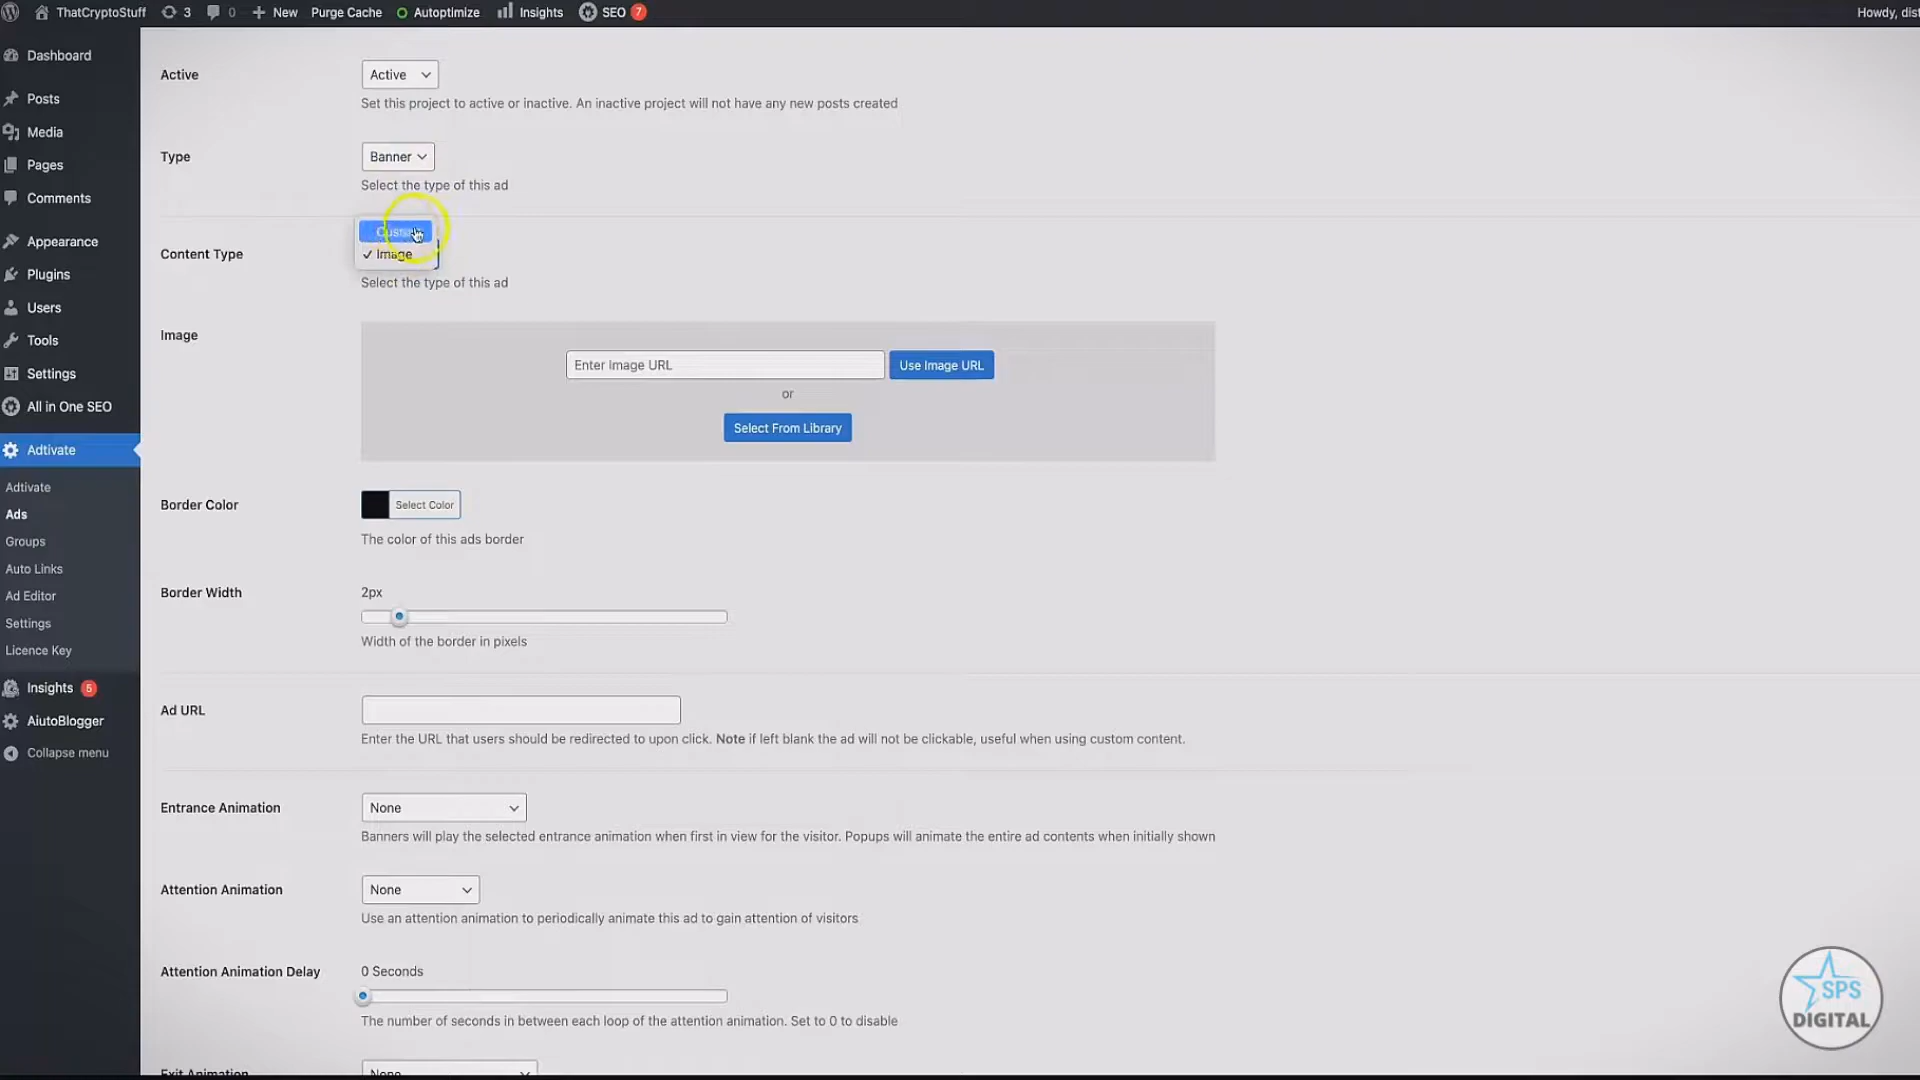 ThatCryptoStuff 3 0 New Purge Cache Autoptimize Insights SEO 7 Howdy, dist
Dashboard
Posts
Media
Pages
Comments
Appearance
Plugins
Users
Tools
Settings
All in One SEO
Adtivate
Adtivate
Ads
Groups
Auto Links
Ad Editor
Settings
Licence Key
Insights 5
AiutoBlogger
Collapse menu
Active Active
Set this project to active or inactive. An inactive project will not have any new posts created
Type Banner
Select the type of this ad
Custom
Content Type ✓ Image
Select the type of this ad
Image
Enter Image URL Use Image URL
or
Select From Library
Border Color Select Color
The color of this ads border
Border Width 2px
Width of the border in pixels
Ad URL
Enter the URL that users should be redirected to upon click. Note if left blank the ad will not be clickable, useful when using custom content.
Entrance Animation None
Banners will play the selected entrance animation when first in view for the visitor. Popups will animate the entire ad contents when initially shown
Attention Animation None
Use an attention animation to periodically animate this ad to gain attention of visitors
Attention Animation Delay 0 Seconds
The number of seconds in between each loop of the attention animation. Set to 0 to disable
Exit Animation None
SPS
DIGITAL